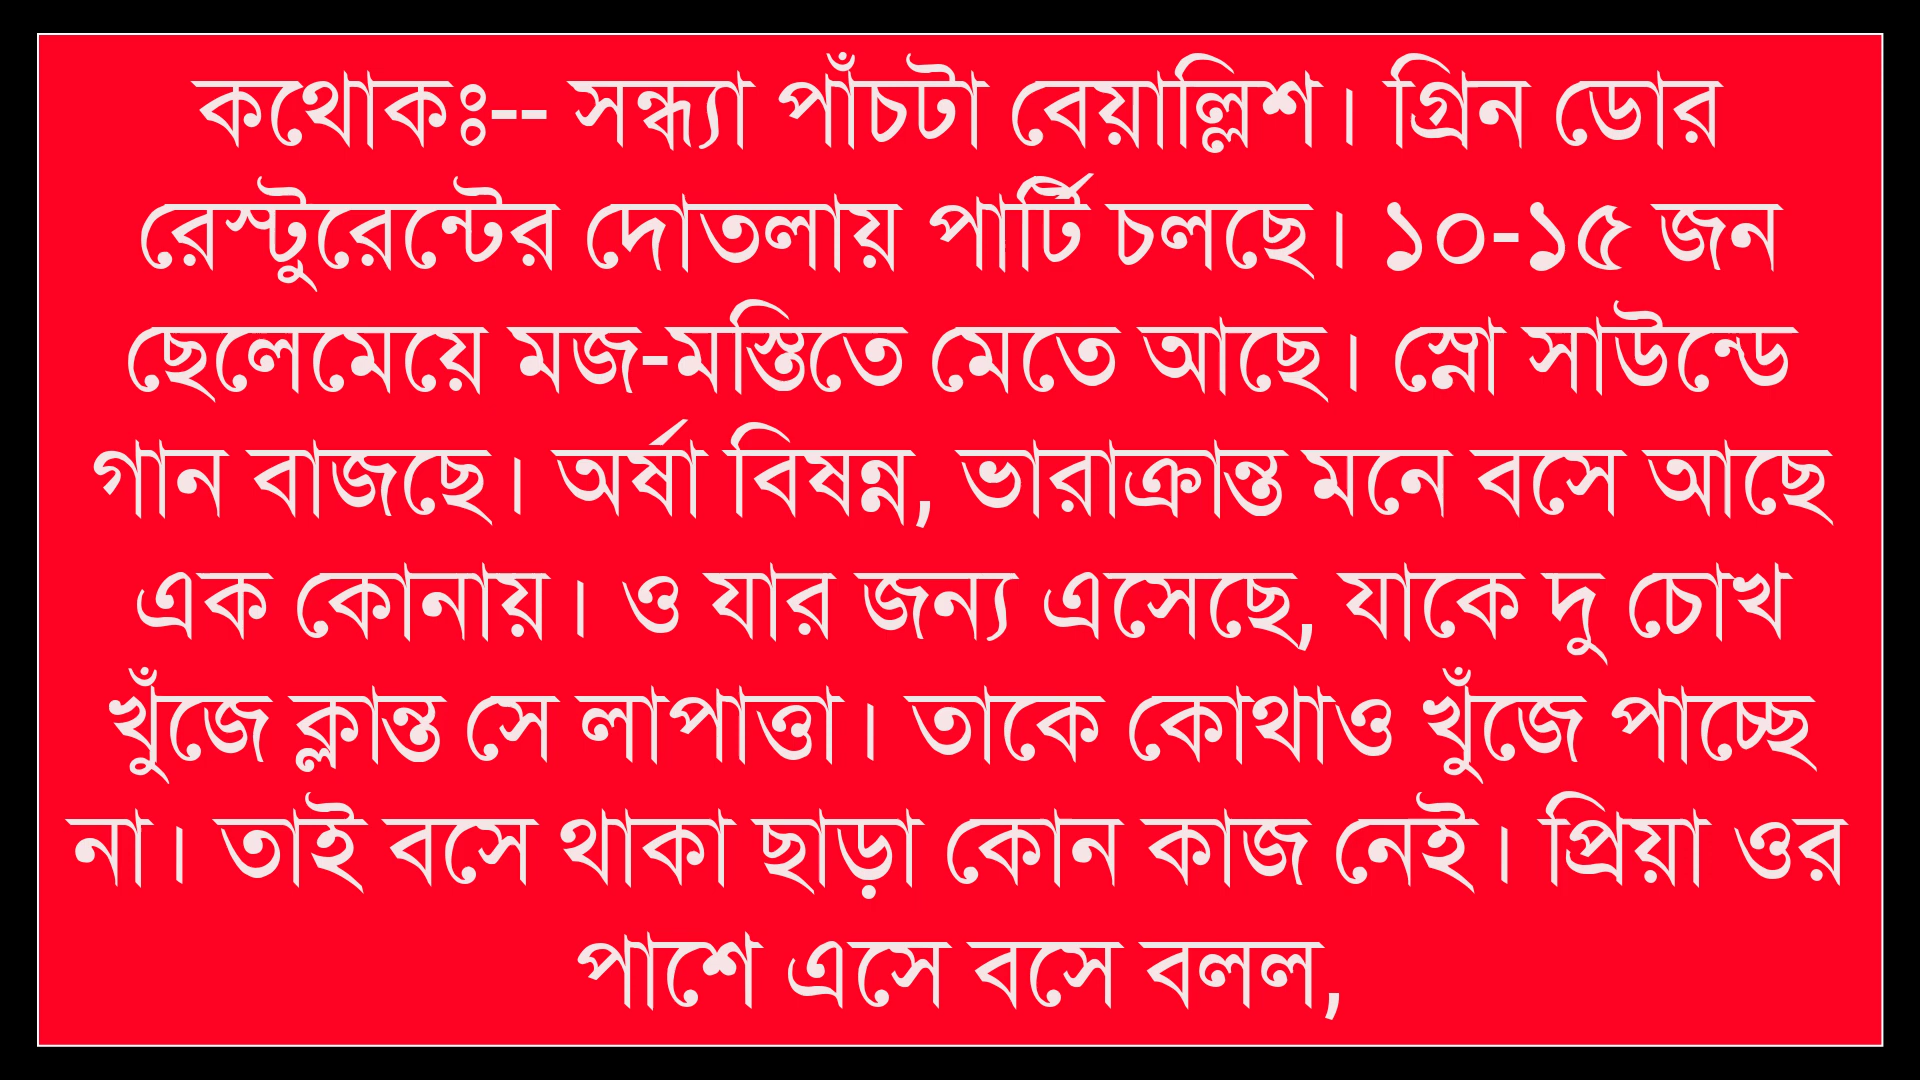 কথোকঃ-- সন্ধ্যা পাঁচটা বেয়াল্লিশ। গ্রিন ডোর
রেস্টুরেন্টের দোতলায় পার্টি চলছে। ১০-১৫ জন
ছেলেমেয়ে মজ-মস্তিতে মেতে আছে। স্নো সাউন্ডে
গান বাজছে। অর্ষা বিষন্ন, ভারাক্রান্ত মনে বসে আছে
এক কোনায়। ও যার জন্য এসেছে, যাকে দু চোখ
খুঁজে ক্লান্ত সে লাপাত্তা। তাকে কোথাও খুঁজে পাচ্ছে
না। তাই বসে থাকা ছাড়া কোন কাজ নেই। প্রিয়া ওর
পাশে এসে বসে বলল,